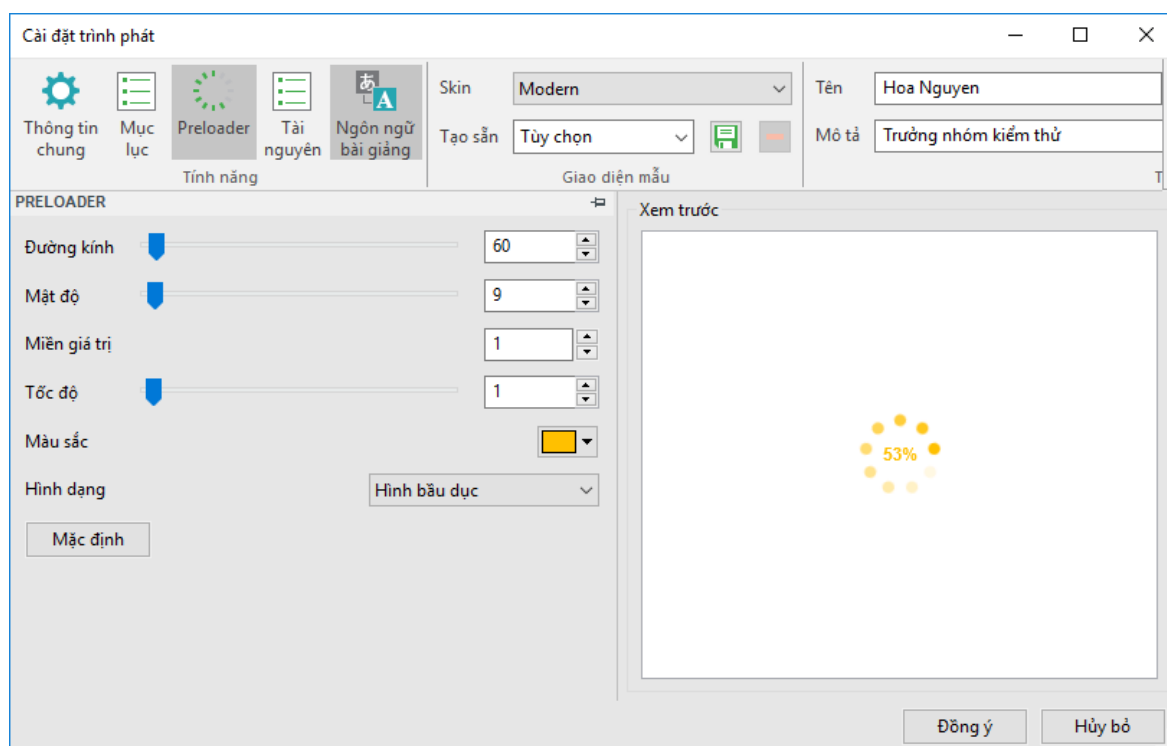 Cài đặt trình phát
Thông tin
chung
Mục
lục
Preloader
Tài
nguyên
あ
A
Ngôn ngữ
bài giảng
Tính năng
Skin
Modern
Tạo sẵn
Tùy chọn
Giao diện mẫu
Tên
Hoa Nguyen
Mô tả
Trưởng nhóm kiểm thử
T
PRELOADER
Đường kính
60
Mật độ
9
Miền giá trị
1
Tốc độ
1
Màu sắc
Hình dạng
Hình bầu dục
Mặc định
Xem trước
53%
Đồng ý
Hủy bỏ